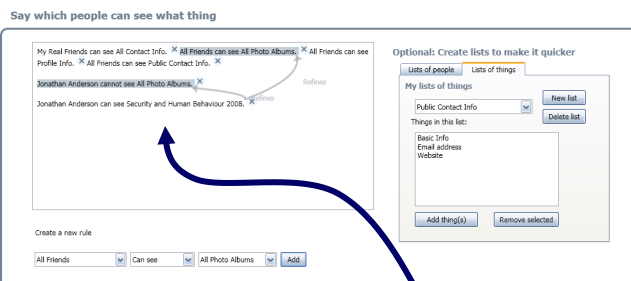 Say which people can see what thing
My Real Friends can see All Contact Info. × All Friends can see All Photo Albums. × All Friends can see
Profile Info. × All Friends can see Public Contact Info. ×
Jonathan Anderson cannot see All Photo Albums. ×
Refines
Refines
Jonathan Anderson can see Security and Human Behaviour 2008. ×
Create a new rule
All Friends Can see All Photo Albums Add
Optional: Create lists to make it quicker
Lists of people Lists of things
My lists of things
Public Contact Info
New list
Delete list
Things in this list:
Basic Info
Email address
Website
Add thing(s) Remove selected